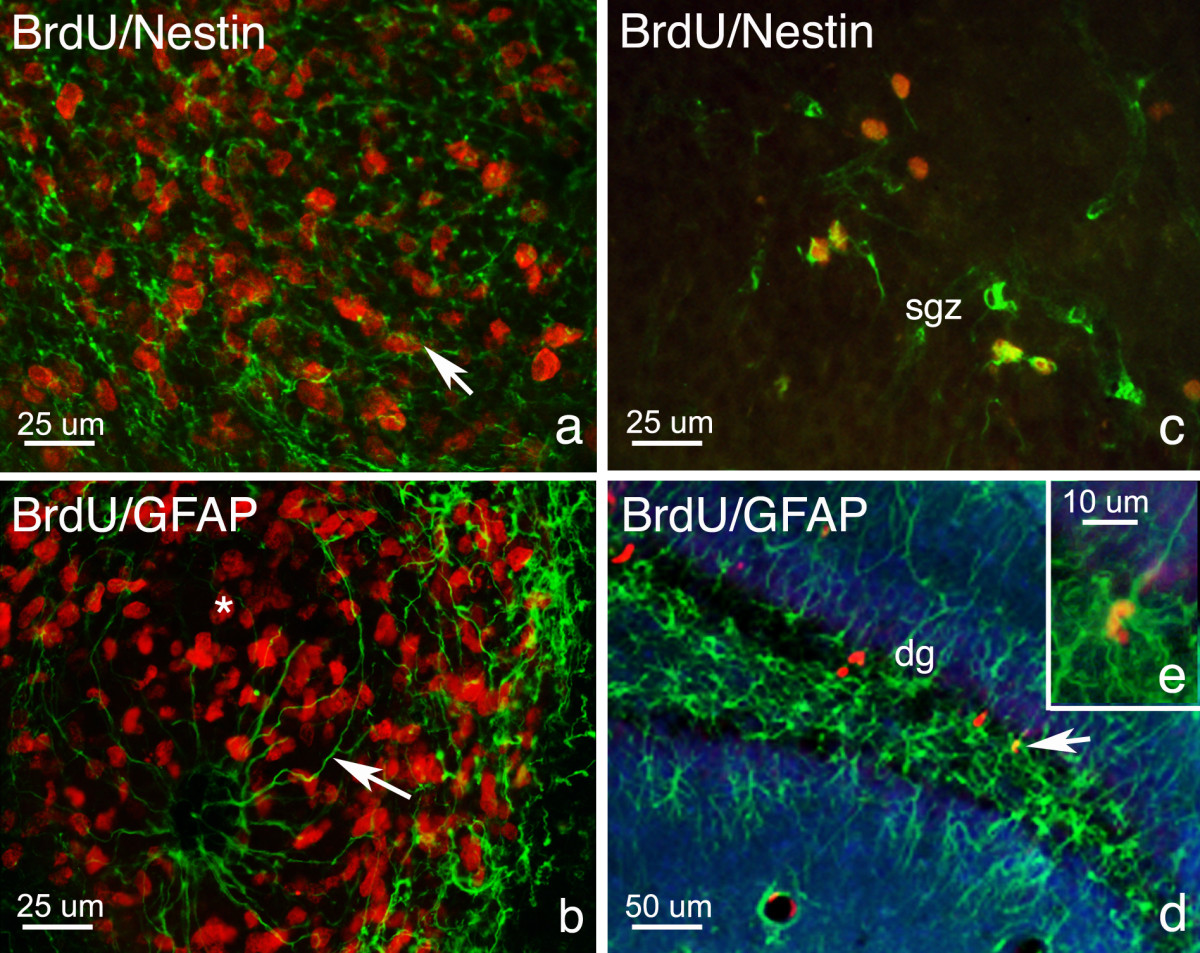 BrdU/Nestin
25 um
a
BrdU/Nestin
sgz
25 um
c
BrdU/GFAP
*
25 um
b
BrdU/GFAP
dg
50 um
d
10 um
e